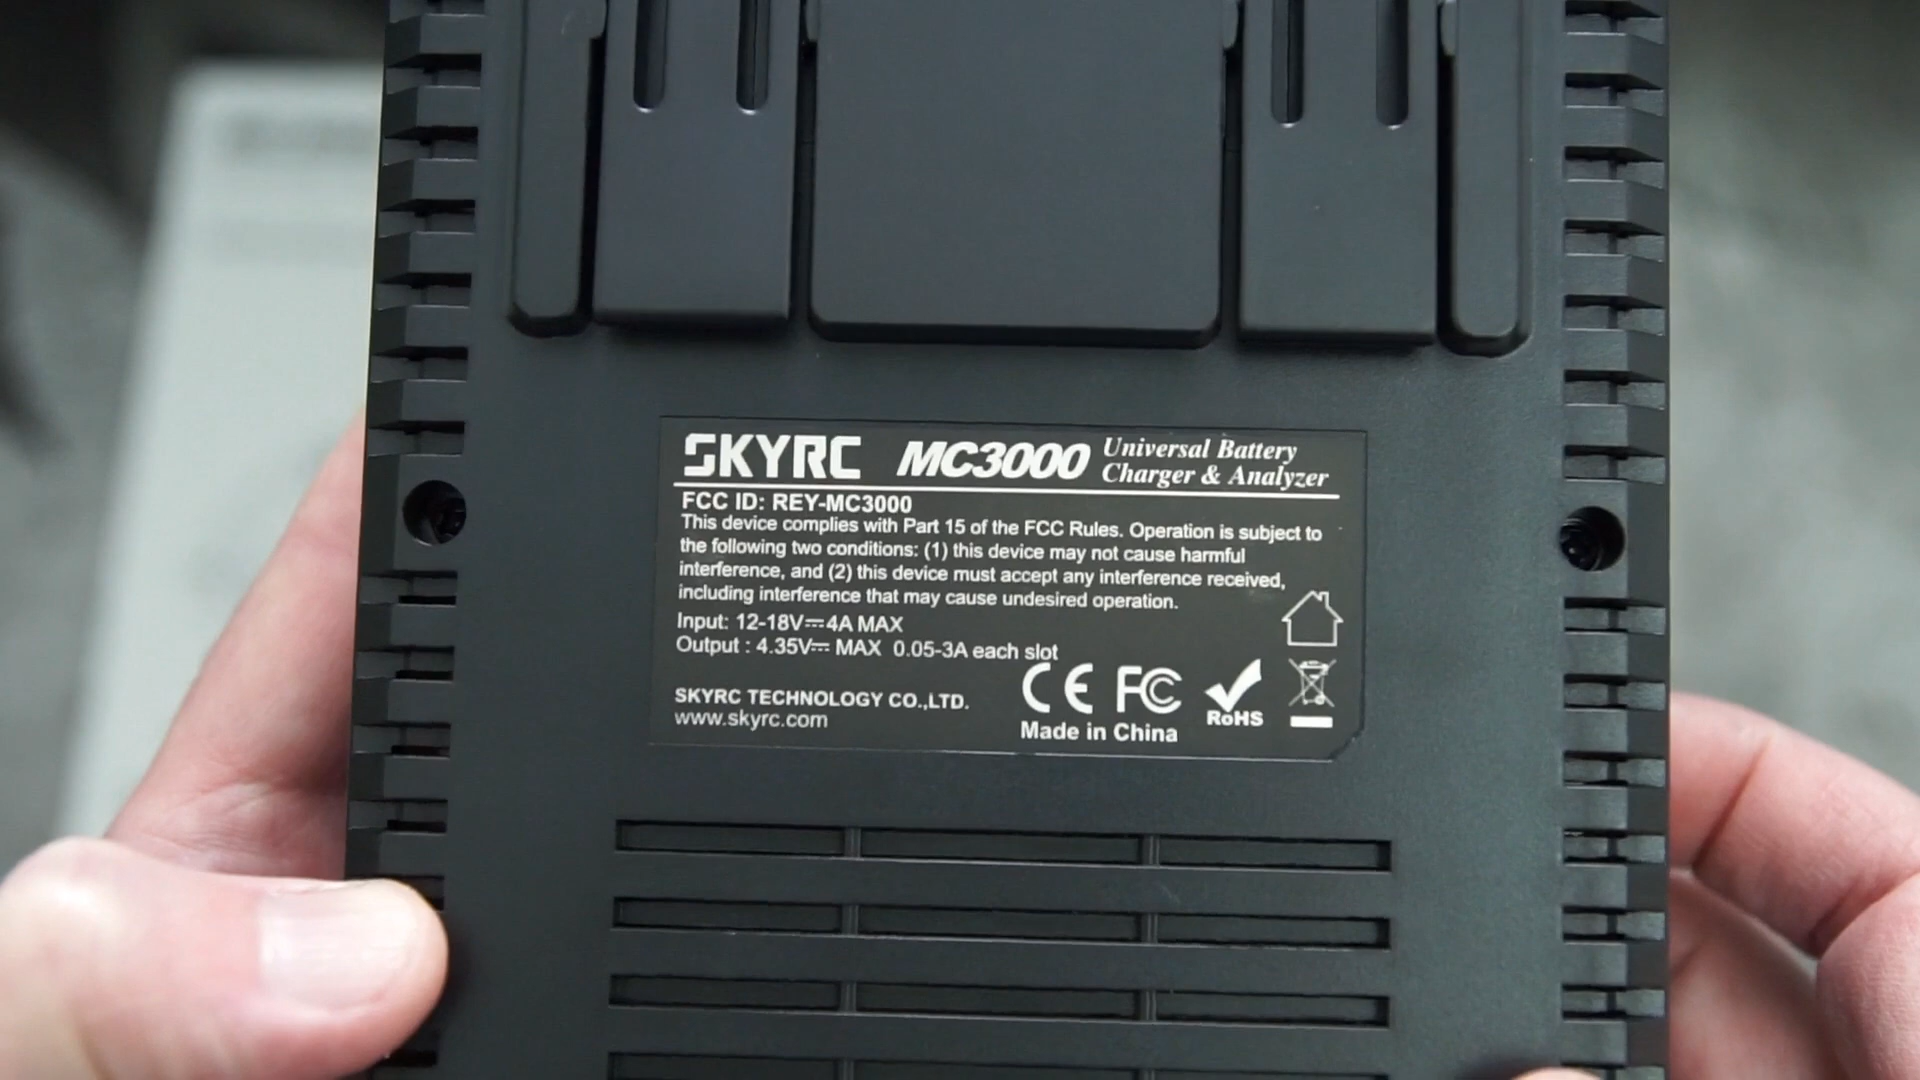 SKYRC MC3000 Universal Battery
Charger & Analyzer
FCC ID: REY-MC3000
This device complies with Part 15 of the FCC Rules. Operation is subject to
the following two conditions: (1) this device may not cause harmful
interference, and (2) this device must accept any interference received,
including interference that may cause undesired operation.
Input: 12-18V⎓4A MAX
Output : 4.35V⎓ MAX 0.05-3A each slot
SKYRC TECHNOLOGY CO.,LTD.
www.skyrc.com
CE FC RoHS
Made in China